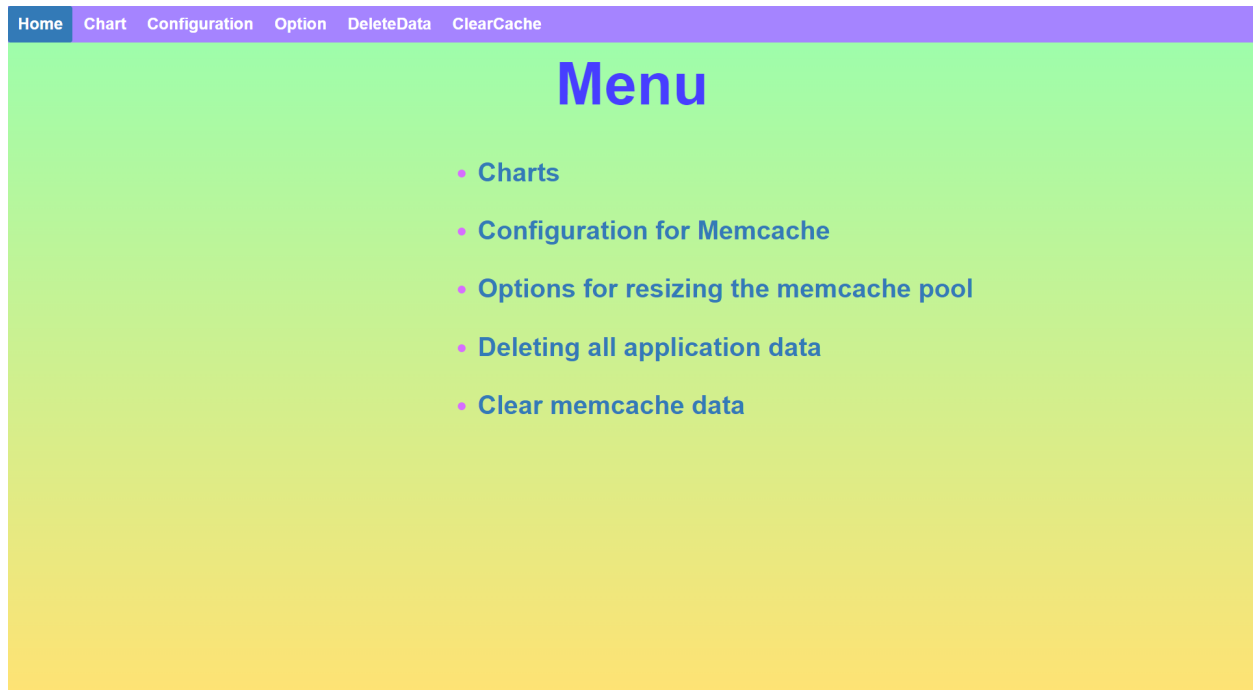 Home Chart Configuration Option DeleteData ClearCache
Menu
Charts
Configuration for Memcache
Options for resizing the memcache pool
Deleting all application data
Clear memcache data